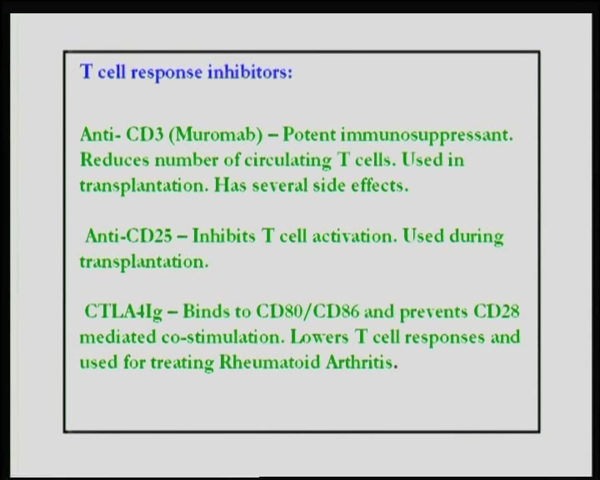 T cell response inhibitors:
Anti- CD3 (Muromab) – Potent immunosuppressant.
Reduces number of circulating T cells. Used in
transplantation. Has several side effects.
Anti-CD25 – Inhibits T cell activation. Used during
transplantation.
CTLA4Ig – Binds to CD80/CD86 and prevents CD28
mediated co-stimulation. Lowers T cell responses and
used for treating Rheumatoid Arthritis.